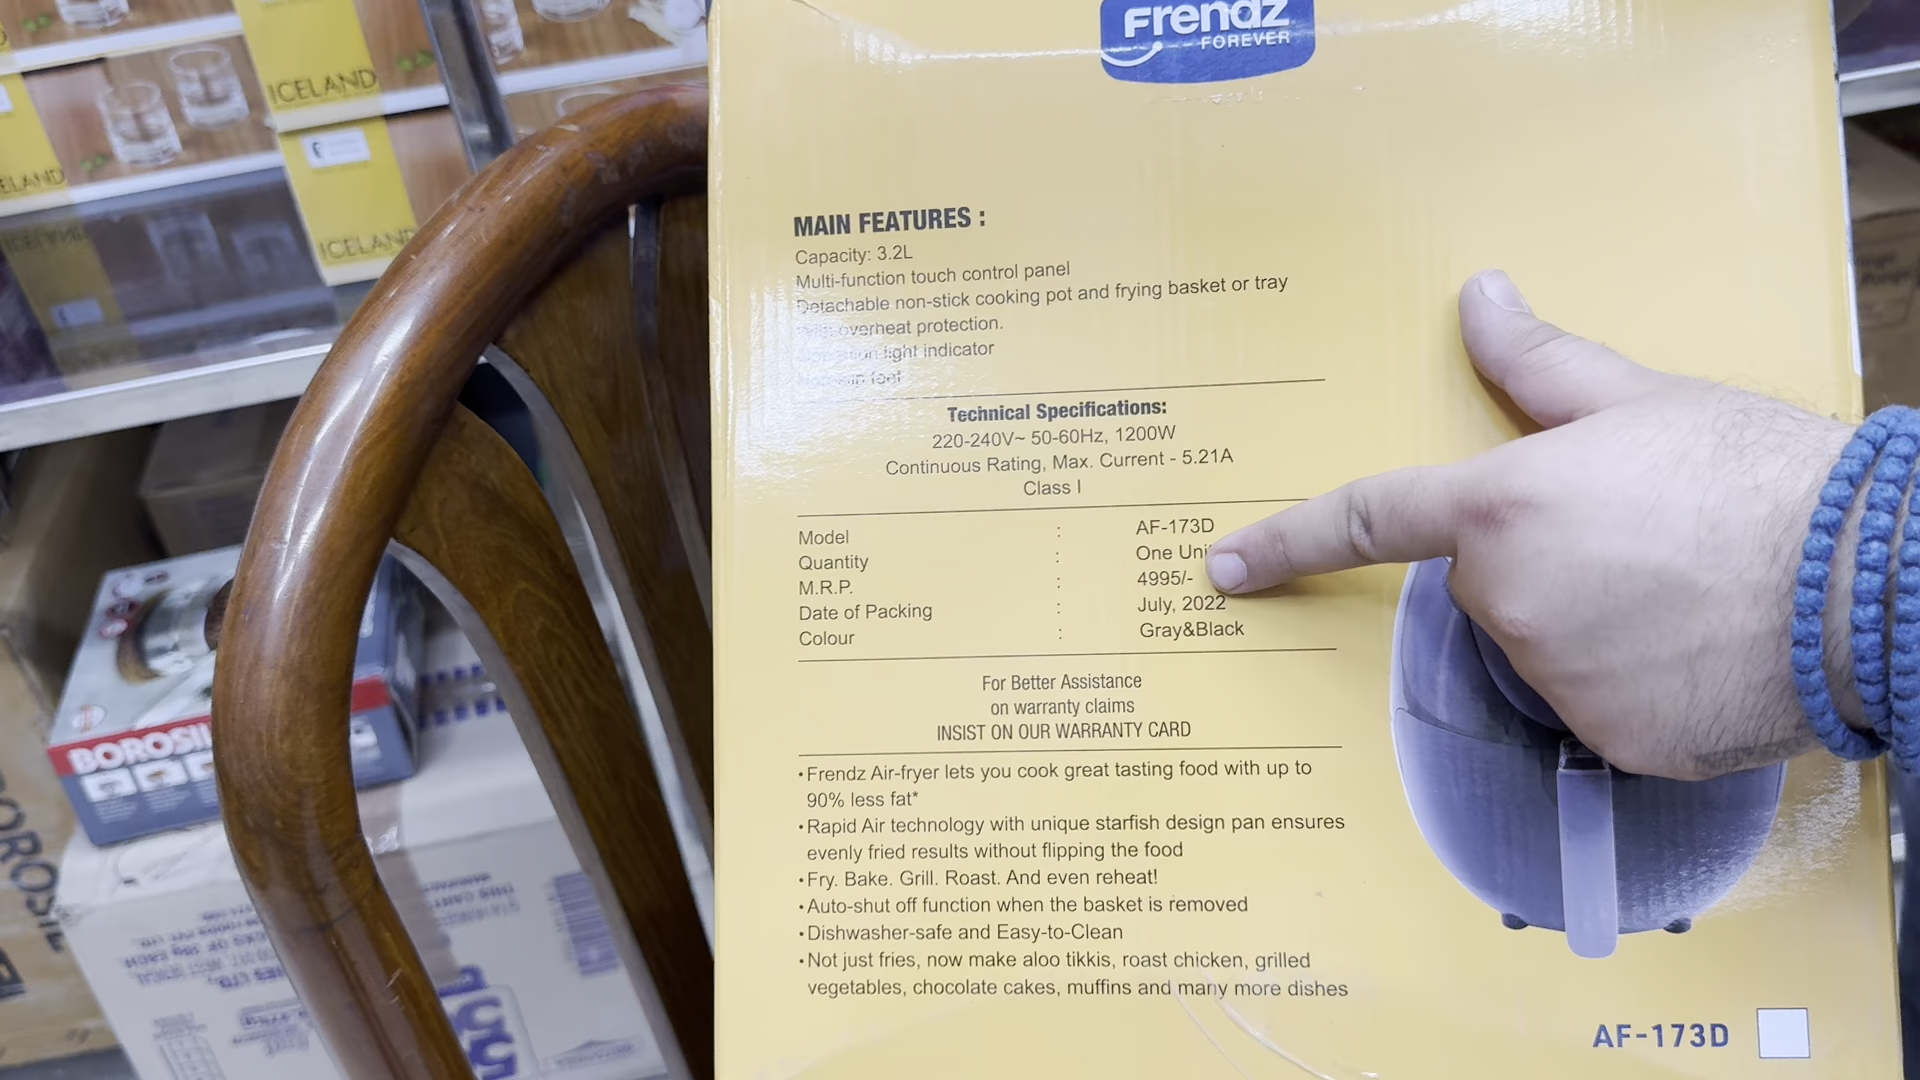 Frendz
FOREVER
ICELAND
ELAND
ICELAND
MAIN FEATURES :
Capacity: 3.2L
Multi-function touch control panel
Detachable non-stick cooking pot and frying basket or tray
overheat protection.
light indicator
Technical Specifications:
220-240V~ 50-60Hz, 1200W
Continuous Rating, Max. Current - 5.21A
Class I
Model : AF-173D
Quantity : One Uni
M.R.P. : 4995/-
Date of Packing : July, 2022
Colour : Gray&Black
For Better Assistance
on warranty claims
INSIST ON OUR WARRANTY CARD
• Frendz Air-fryer lets you cook great tasting food with up to
90% less fat*
• Rapid Air technology with unique starfish design pan ensures
evenly fried results without flipping the food
• Fry. Bake. Grill. Roast. And even reheat!
• Auto-shut off function when the basket is removed
• Dishwasher-safe and Easy-to-Clean
• Not just fries, now make aloo tikkis, roast chicken, grilled
vegetables, chocolate cakes, muffins and many more dishes
AF-173D
BOROSI